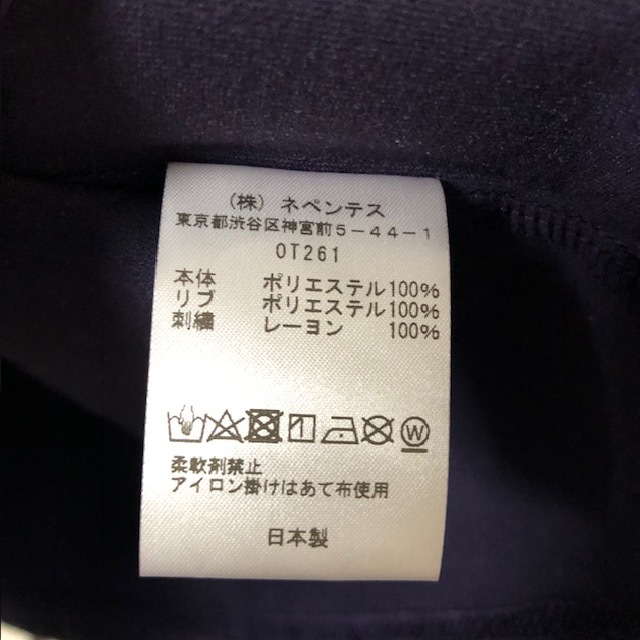 （株）ネペンテス
東京都渋谷区神宮前５－４４－１
OT261
本体 ポリエステル100%
リブ ポリエステル100%
刺繍 レーヨン 100%
W
柔軟剤禁止
アイロン掛けはあて布使用
日本製